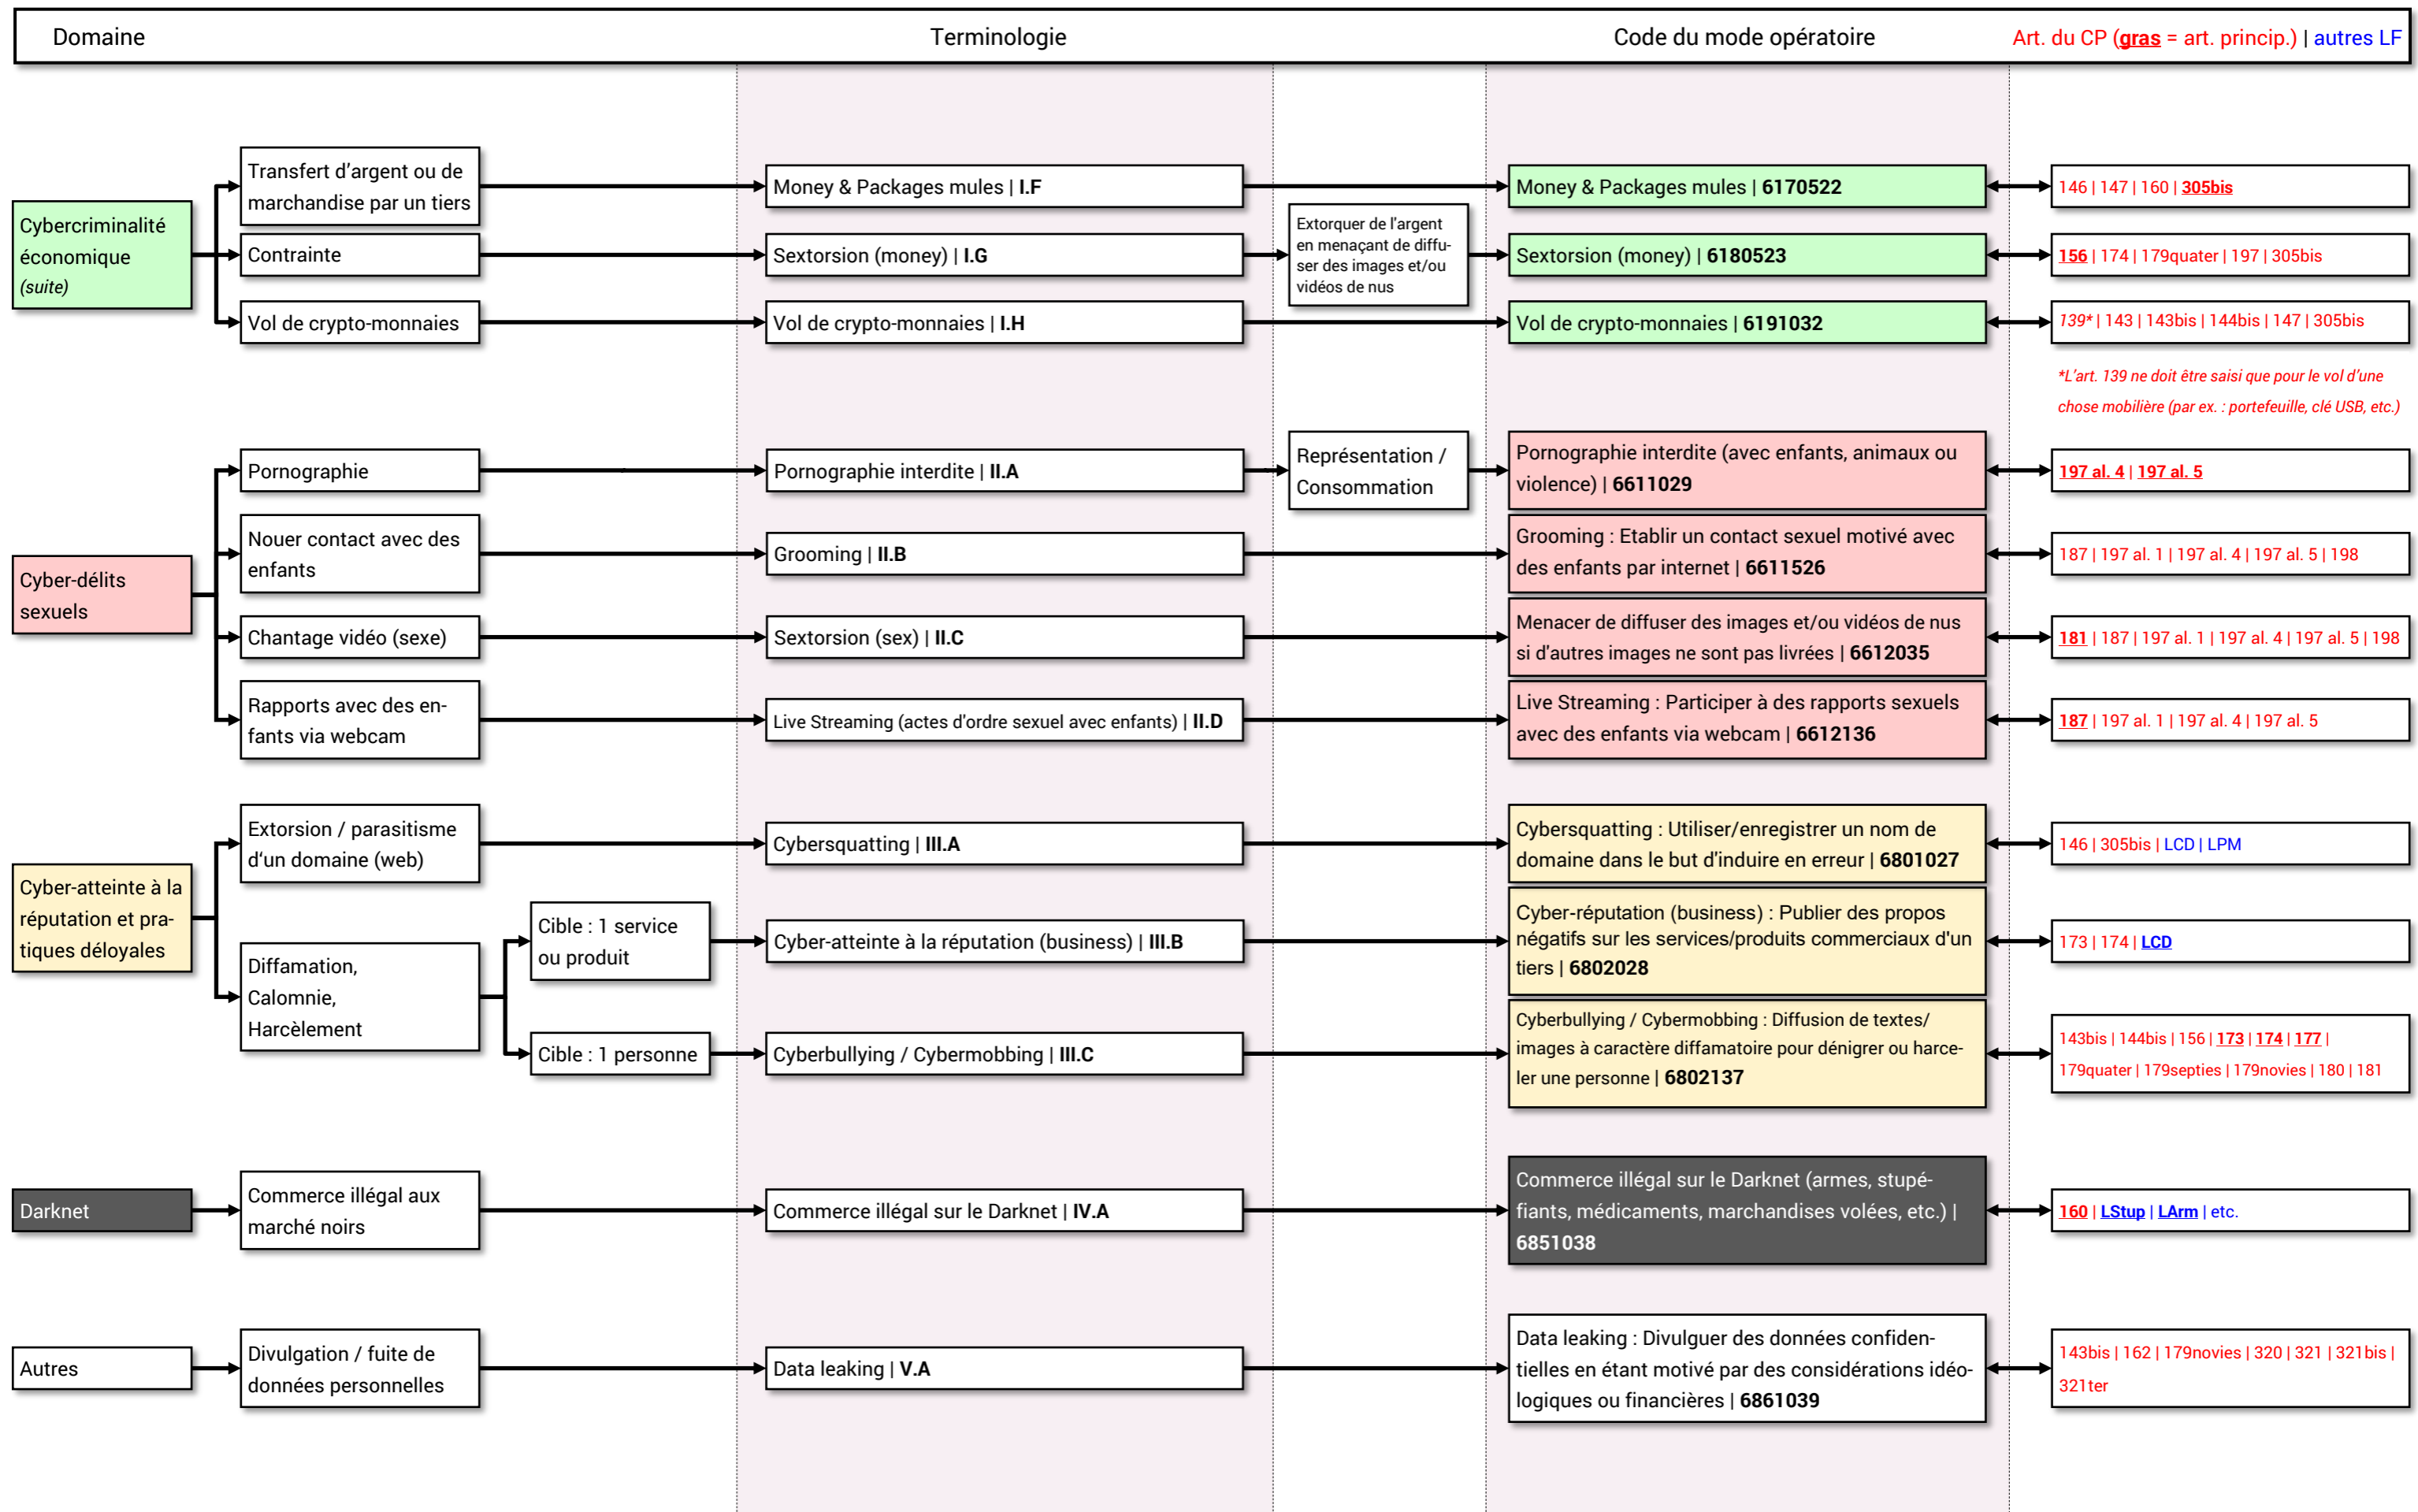 Domaine
Terminologie
Code du mode opératoire
Art. du CP (gras = art. princip.) | autres LF
Cybercriminalité
économique
(suite)
Transfert d'argent ou de
marchandise par un tiers
Money & Packages mules | I.F
Money & Packages mules | 6170522
146 | 147 | 160 | 305bis
Contrainte
Sextorsion (money) | I.G
Extorquer de l'argent
en menaçant de diffu-
ser des images et/ou
vidéos de nus
Sextorsion (money) | 6180523
156 | 174 | 179quater | 197 | 305bis
Vol de crypto-monnaies
Vol de crypto-monnaies | I.H
Vol de crypto-monnaies | 6191032
139* | 143 | 143bis | 144bis | 147 | 305bis
*L'art. 139 ne doit être saisi que pour le vol d'une
chose mobilière (par ex. : portefeuille, clé USB, etc.)
Cyber-délits
sexuels
Pornographie
Pornographie interdite | II.A
Représentation /
Consommation
Pornographie interdite (avec enfants, animaux ou
violence) | 6611029
197 al. 4 | 197 al. 5
Nouer contact avec des
enfants
Grooming | II.B
Grooming : Etablir un contact sexuel motivé avec
des enfants par internet | 6611526
187 | 197 al. 1 | 197 al. 4 | 197 al. 5 | 198
Chantage vidéo (sexe)
Sextorsion (sex) | II.C
Menacer de diffuser des images et/ou vidéos de nus
si d'autres images ne sont pas livrées | 6612035
181 | 187 | 197 al. 1 | 197 al. 4 | 197 al. 5 | 198
Rapports avec des en-
fants via webcam
Live Streaming (actes d'ordre sexuel avec enfants) | II.D
Live Streaming : Participer à des rapports sexuels
avec des enfants via webcam | 6612136
187 | 197 al. 1 | 197 al. 4 | 197 al. 5
Cyber-atteinte à la
réputation et pra-
tiques déloyales
Extorsion / parasitisme
d'un domaine (web)
Cybersquatting | III.A
Cybersquatting : Utiliser/enregistrer un nom de
domaine dans le but d'induire en erreur | 6801027
146 | 305bis | LCD | LPM
Diffamation,
Calomnie,
Harcèlement
Cible : 1 service
ou produit
Cyber-atteinte à la réputation (business) | III.B
Cyber-réputation (business) : Publier des propos
négatifs sur les services/produits commerciaux d'un
tiers | 6802028
173 | 174 | LCD
Cible : 1 personne
Cyberbullying / Cybermobbing | III.C
Cyberbullying / Cybermobbing : Diffusion de textes/
images à caractère diffamatoire pour dénigrer ou harce-
ler une personne | 6802137
143bis | 144bis | 156 | 173 | 174 | 177 |
179quater | 179septies | 179novies | 180 | 181
Darknet
Commerce illégal aux
marché noirs
Commerce illégal sur le Darknet | IV.A
Commerce illégal sur le Darknet (armes, stupé-
fiants, médicaments, marchandises volées, etc.) |
6851038
160 | LStup | LArm | etc.
Autres
Divulgation / fuite de
données personnelles
Data leaking | V.A
Data leaking : Divulguer des données confiden-
tielles en étant motivé par des considérations idéo-
logiques ou financières | 6861039
143bis | 162 | 179novies | 320 | 321 | 321bis |
321ter